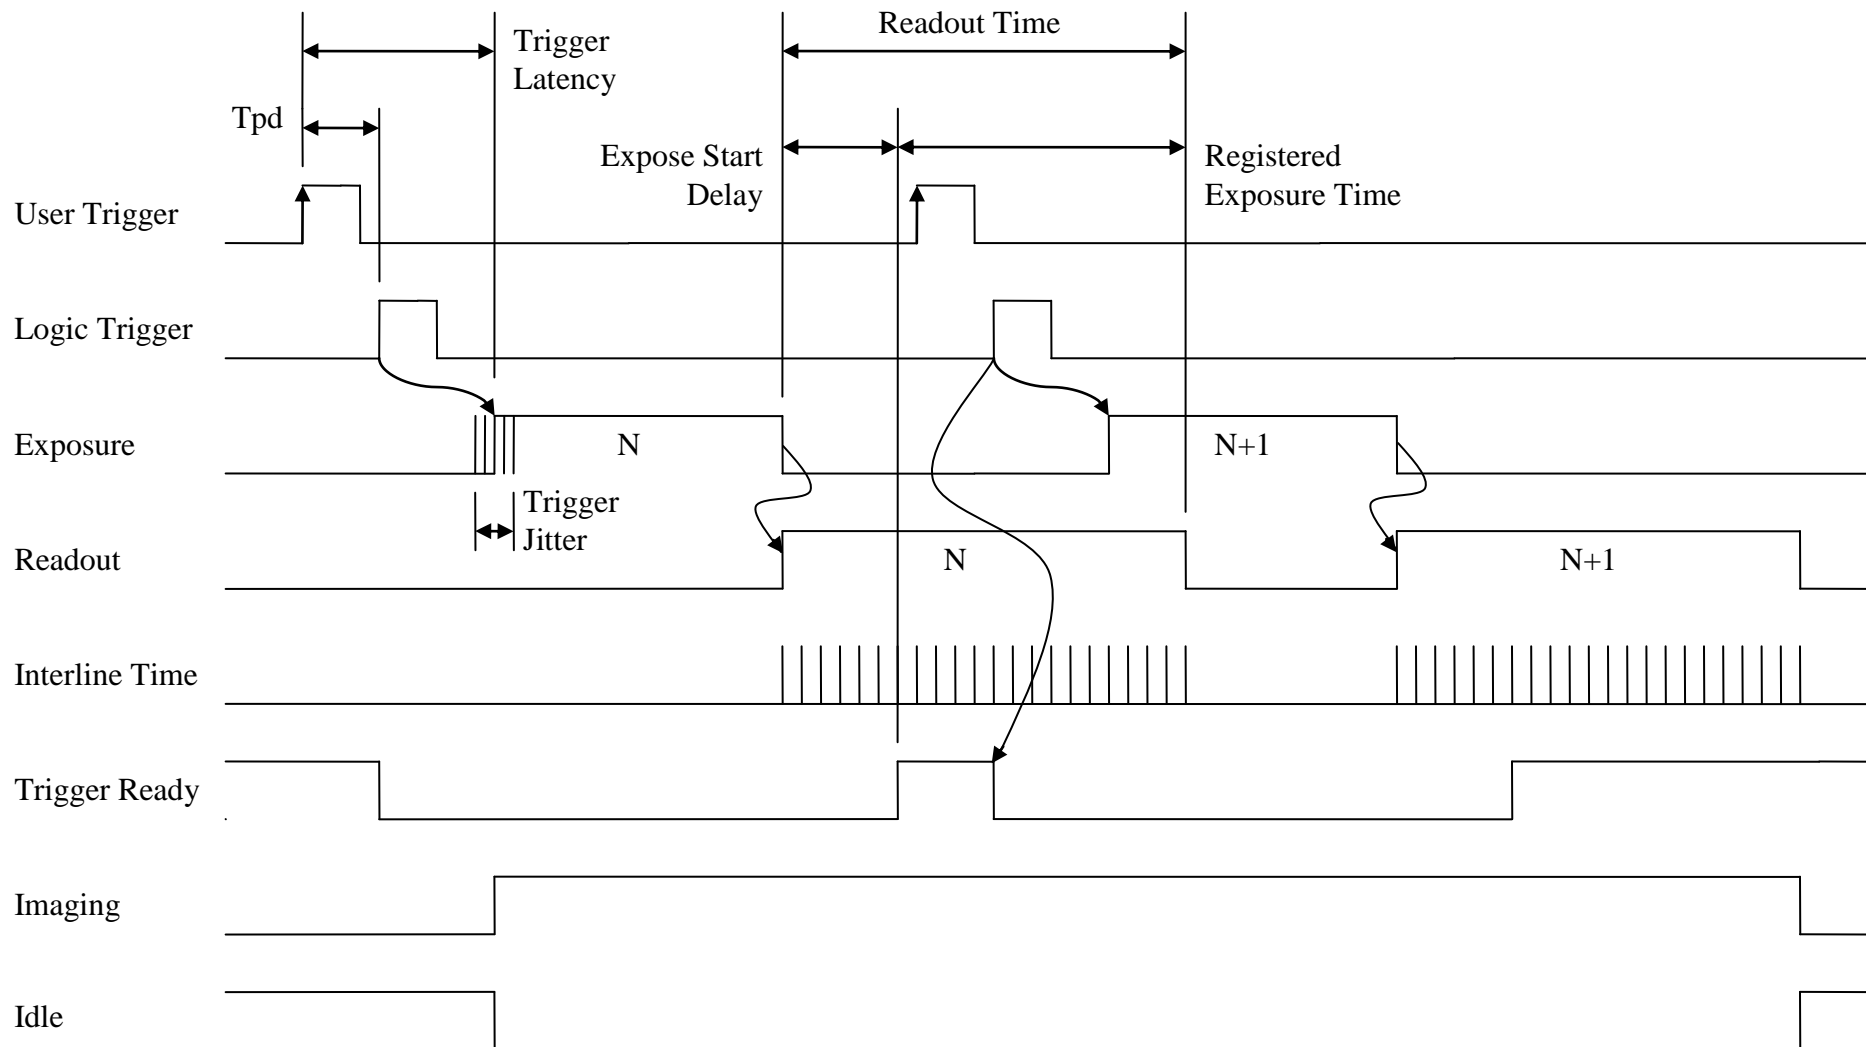 Readout Time
Trigger
Latency
Tpd
Expose Start
Delay
Registered
Exposure Time
User Trigger
Logic Trigger
Exposure
N
N+1
Trigger
Jitter
Readout
N
N+1
Interline Time
Trigger Ready
Imaging
Idle